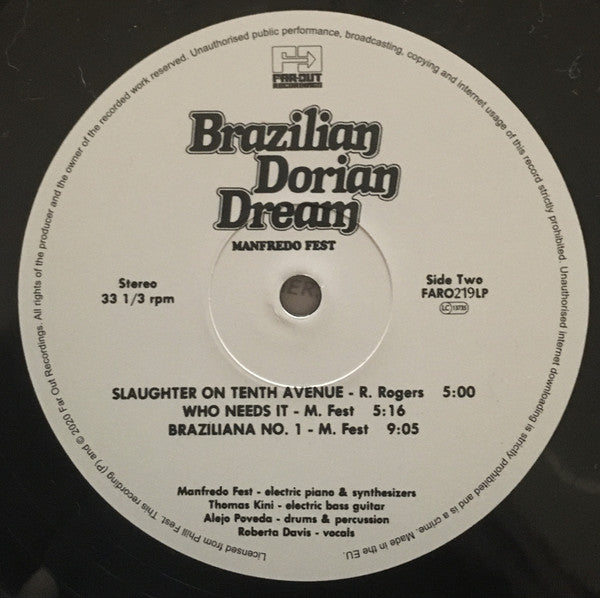 FAR OUT
RECORDINGS
Brazilian
Dorian
Dream
MANFREDO FEST
Stereo
33 1/3 rpm
Side Two
FARO219LP
LC 13735
SLAUGHTER ON TENTH AVENUE - R. Rogers 5:00
WHO NEEDS IT - M. Fest 5:16
BRAZILIANA NO. 1 - M. Fest 9:05
Manfredo Fest - electric piano & synthesizers
Thomas Kini - electric bass guitar
Alejo Poveda - drums & percussion
Roberta Davis - vocals
Licensed from Phili Fest. This recording (P) and © 2020 Far Out Recordings. All rights of the producer and the owner of the recorded work reserved. Unauthorised public performance, broadcasting, copying and internet usage of this record strictly prohibited. Unauthorised internet downloading is strictly prohibited and is a crime. Made in the EU.